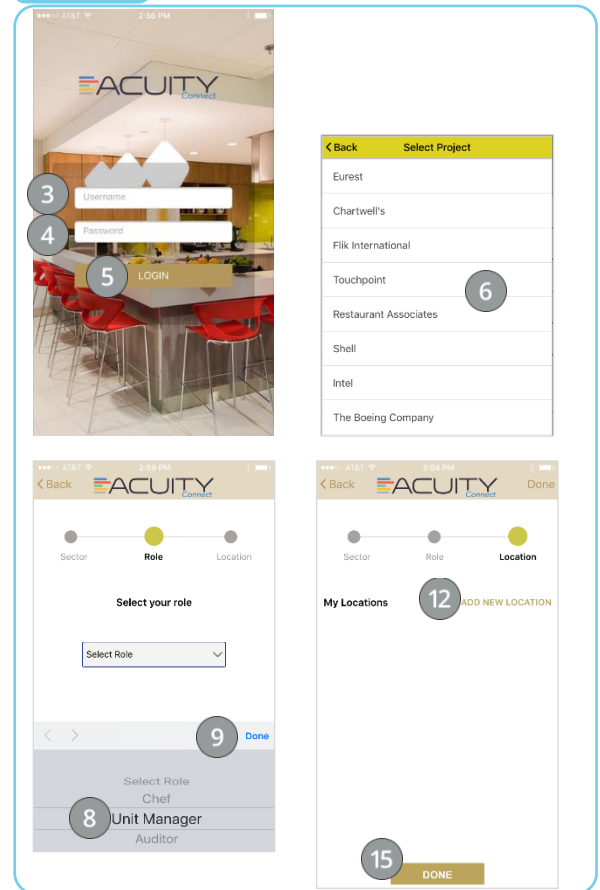 AT&T 2:56 PM
ACUITY
Connect
3 Username
4 Password
5 LOGIN
Back Select Project
Eurest
Chartwell's
Flik International
Touchpoint
6
Restaurant Associates
Shell
Intel
The Boeing Company
AT&T 2:59 PM
Back ACUITY
Connect
Sector Role Location
Select your role
Select Role
9 Done
Select Role
Chef
8 Unit Manager
Auditor
AT&T 3:04 PM
Back ACUITY Done
Connect
Sector Role Location
My Locations 12 ADD NEW LOCATION
15
DONE